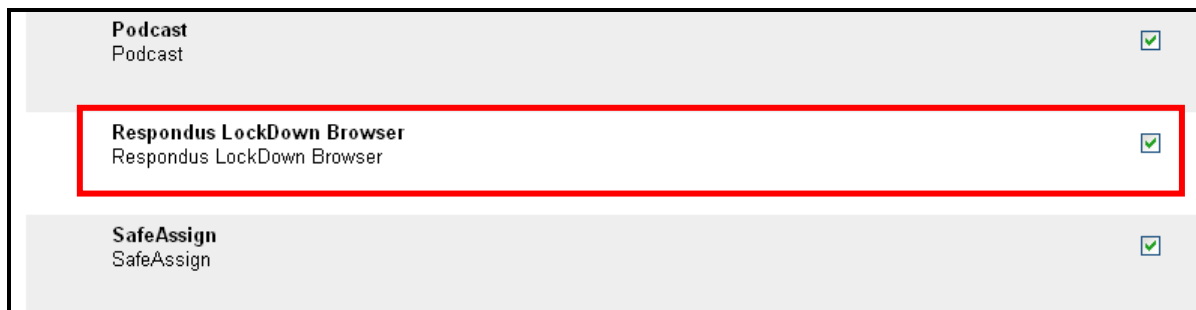 Podcast
Podcast
Respondus LockDown Browser
Respondus LockDown Browser
SafeAssign
SafeAssign